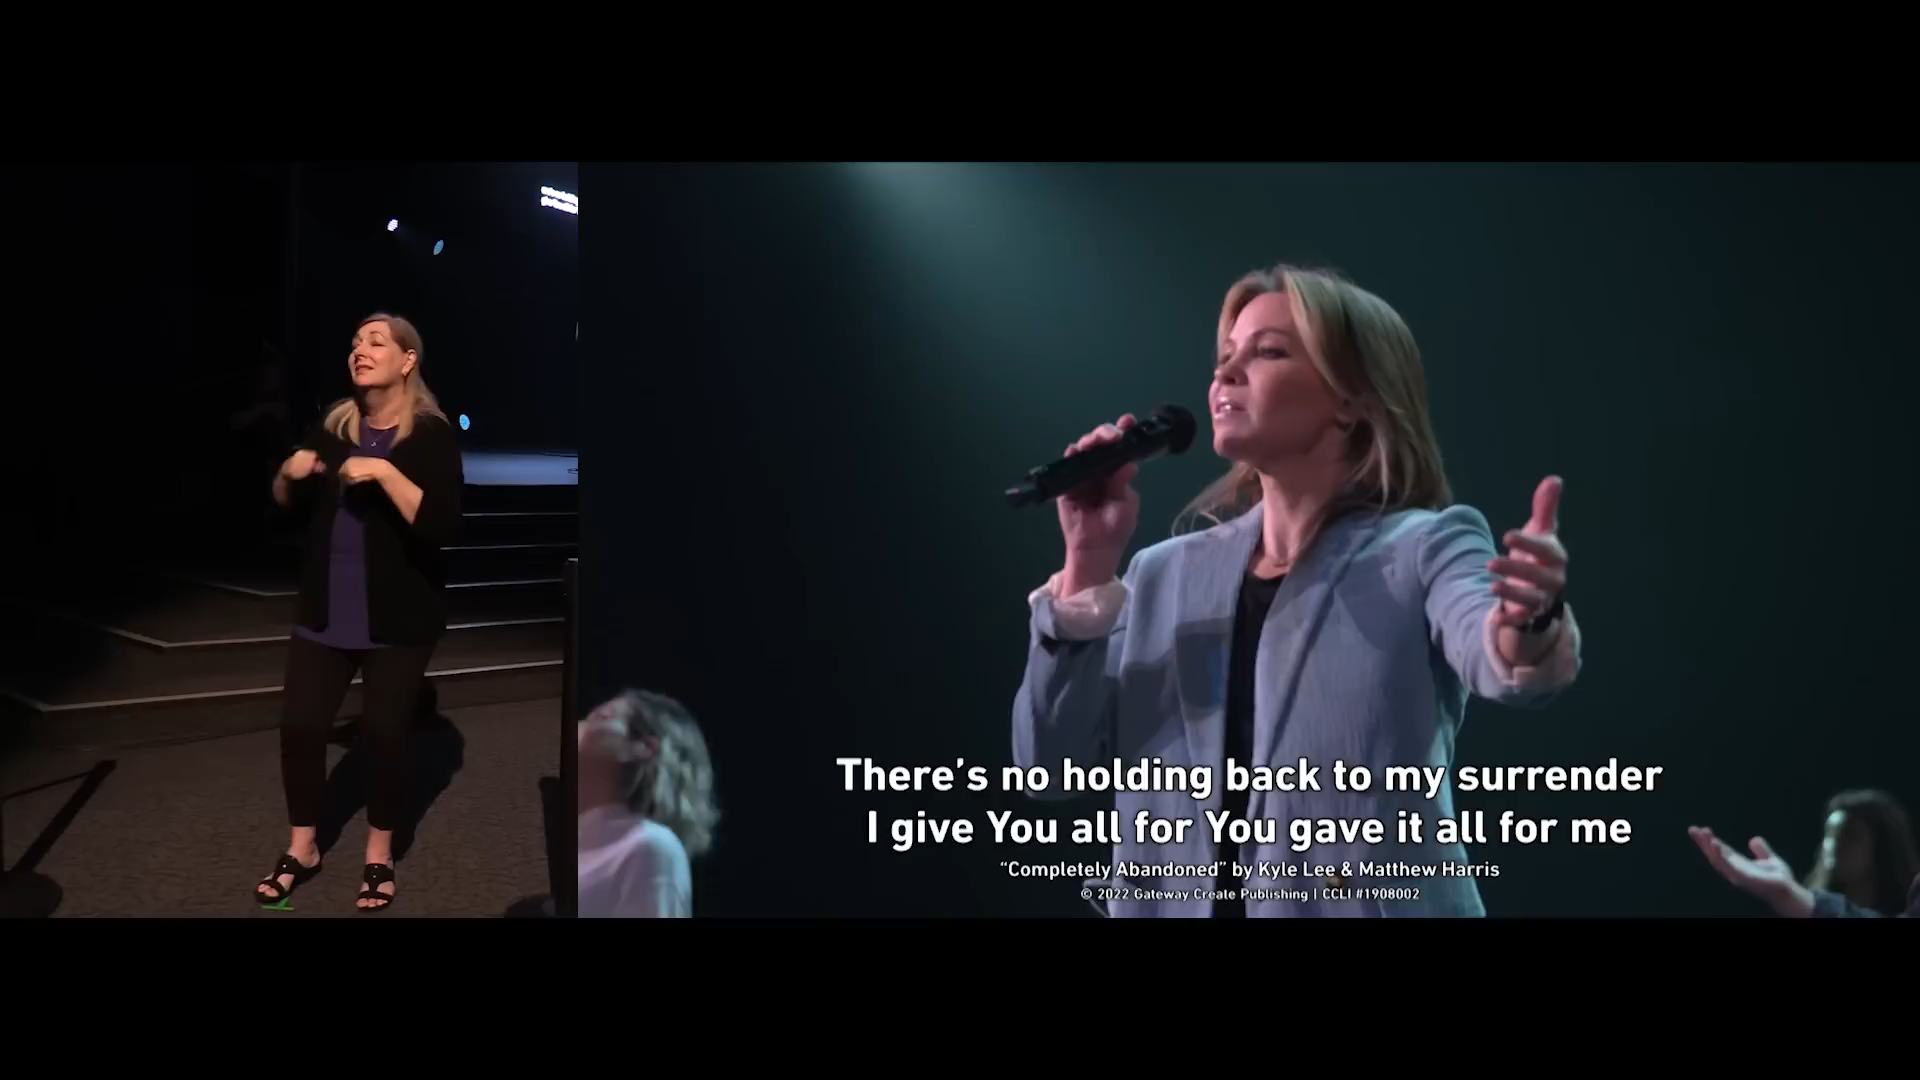 There's no holding back to my surrender
I give You all for You gave it all for me
“Completely Abandoned” by Kyle Lee & Matthew Harris
© 2022 Gateway Create Publishing | CCLI #1908002